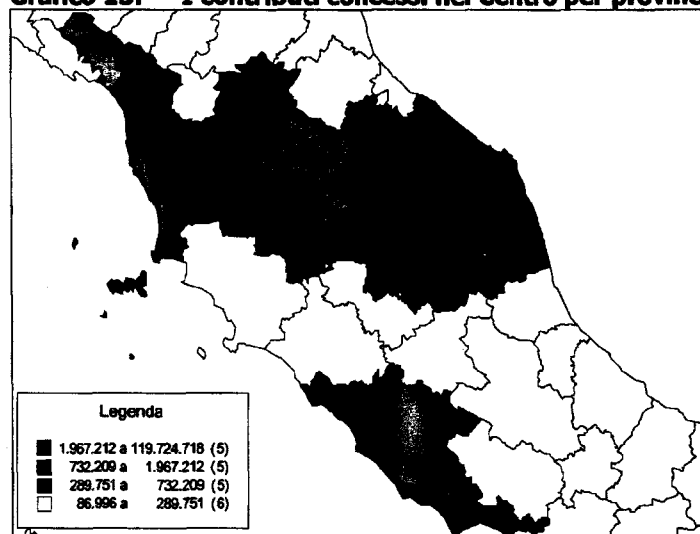 I contributi concessi nel Centro per
Legenda
1.967.212 a 119.724.718 (5)
732.209 a 1.967.212 (5)
289.751 a 732.209 (5)
86.996 a 289.751 (6)